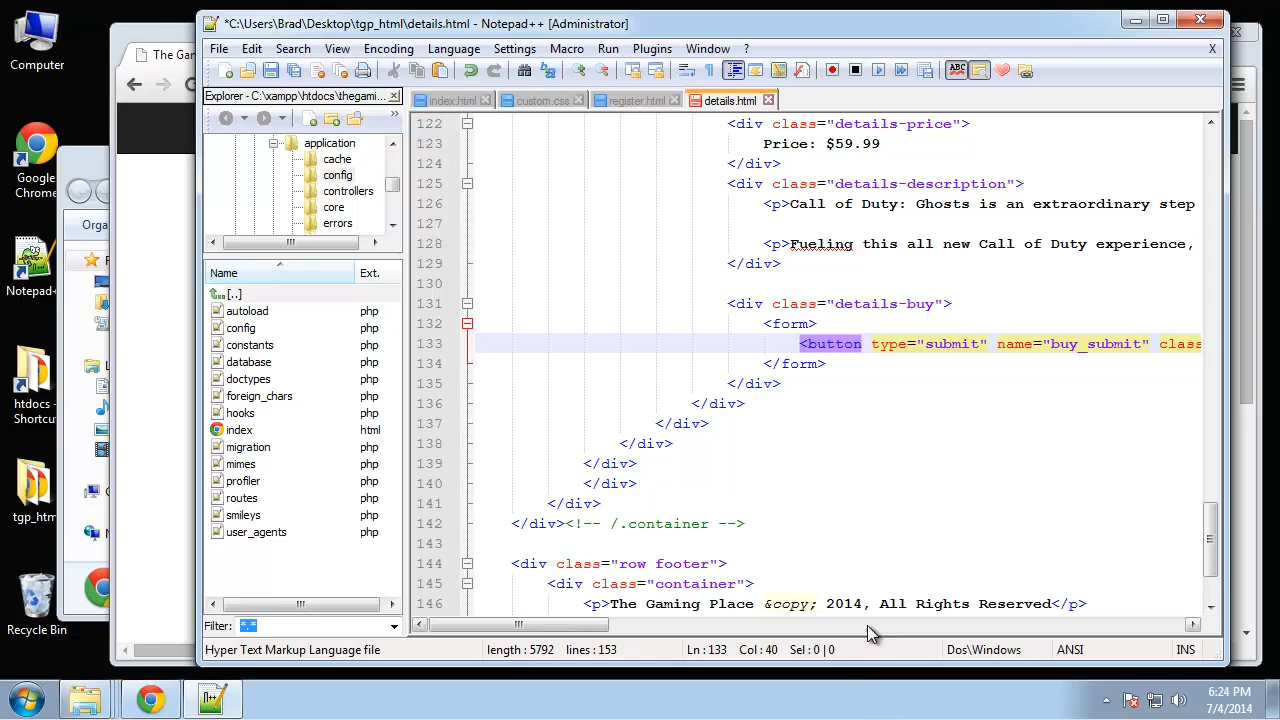 Computer
Google
Chrome
Notepad+
htdocs -
Shortcut
tgp_htm
Recycle Bin
The Gam
Orga
*C:\Users\Brad\Desktop\tgp_html\details.html - Notepad++ [Administrator]
File Edit Search View Encoding Language Settings Macro Run Plugins Window ? X
Explorer - C:\xampp\htdocs\thegami...
index.html custom.css register.html details.html
application
cache
config
controllers
core
errors
Name Ext.
[..]
autoload php
config php
constants php
database php
doctypes php
foreign_chars php
hooks php
index html
migration php
mimes php
profiler php
routes php
smileys php
user_agents php
Filter: *.*
122 <div class="details-price">
123 Price: $59.99
124 </div>
125 <div class="details-description">
126 <p>Call of Duty: Ghosts is an extraordinary step
127
128 <p>Fueling this all new Call of Duty experience,
129 </div>
130
131 <div class="details-buy">
132 <form>
133 <button type="submit" name="buy_submit" class
134 </form>
135 </div>
136 </div>
137 </div>
138 </div>
139 </div>
140 </div>
141 </div>
142 </div><!-- /.container -->
143
144 <div class="row footer">
145 <div class="container">
146 <p>The Gaming Place &copy; 2014, All Rights Reserved</p>
Hyper Text Markup Language file length : 5792 lines : 153 Ln : 133 Col : 40 Sel : 0 | 0 Dos\Windows ANSI INS
6:24 PM
7/4/2014